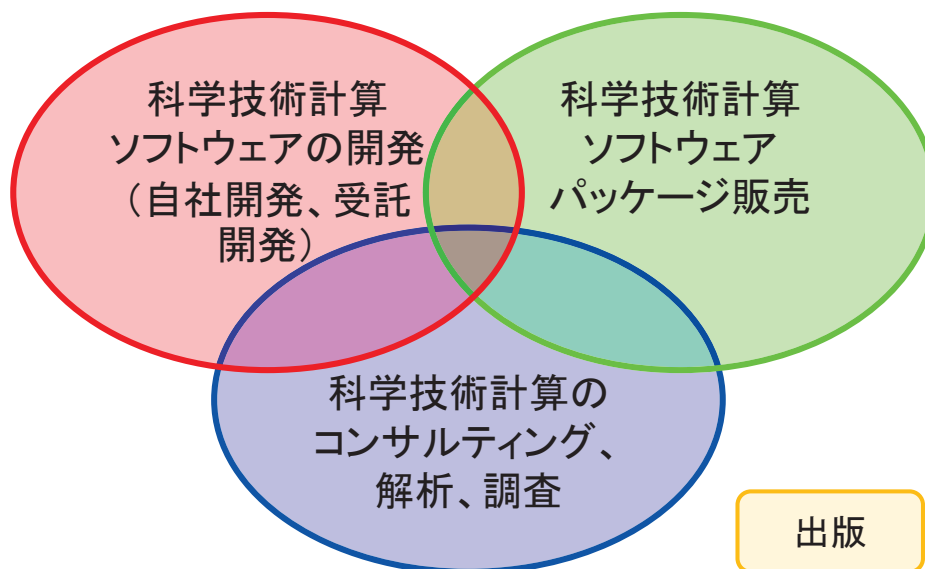 科学技術計算
ソフトウェアの開発
（自社開発、受託
開発）
科学技術計算
ソフトウェア
パッケージ販売
科学技術計算の
コンサルティング、
解析、調査
出版